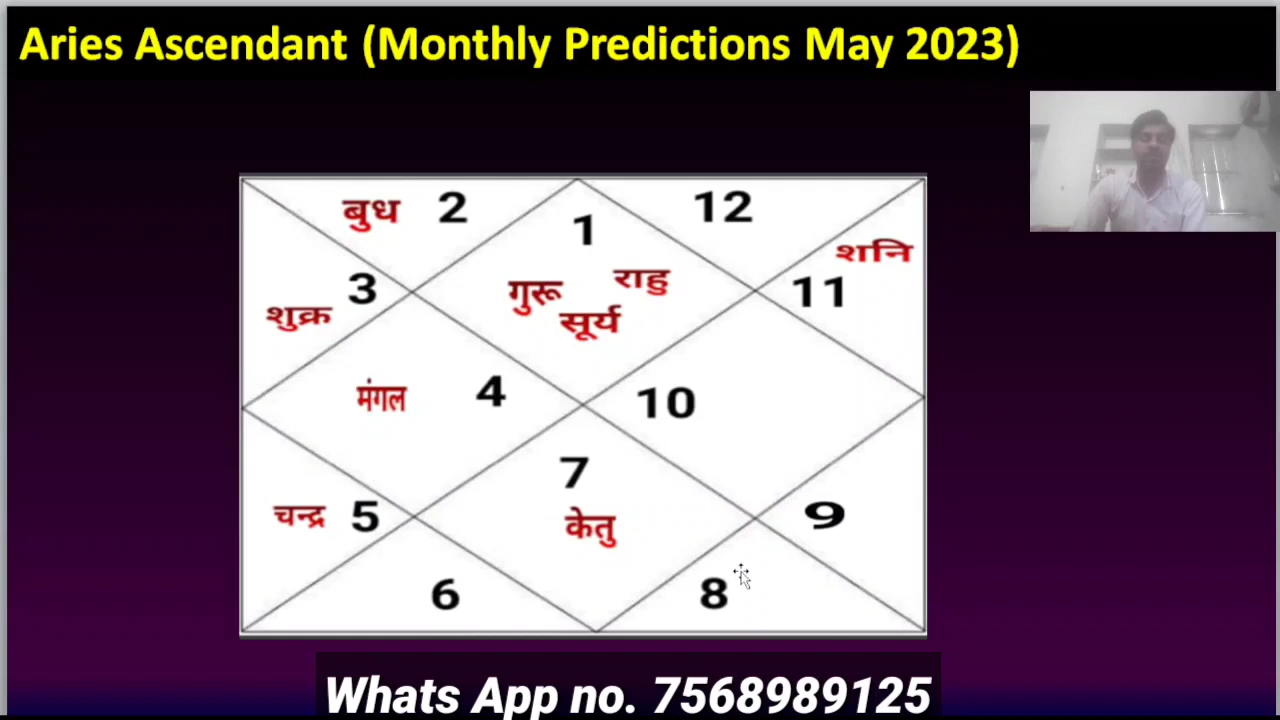 Aries Ascendant (Monthly Predictions May 2023)
बुध 2
12
1
शनि
3
गुरू राहु
11
शुक्र
सूर्य
मंगल 4
10
7
चन्द्र 5
केतु
9
6
8
Whats App no. 7568989125